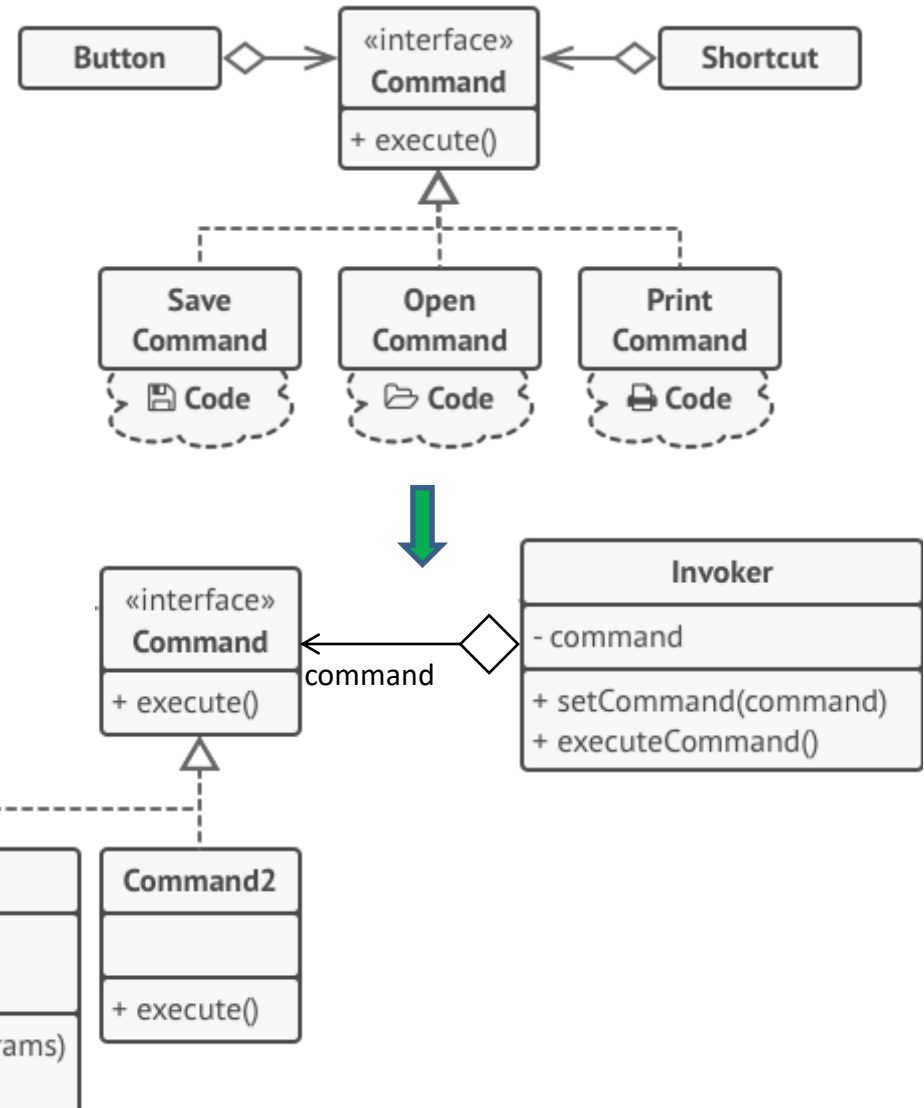 Button
«interface»
Command
+ execute()
Shortcut
Save
Command
Open
Command
Print
Command
Code
Code
Code
«interface»
Command
+ execute()
command
Invoker
- command
+ setCommand(command)
+ executeCommand()
Command2
+ execute()
ams)